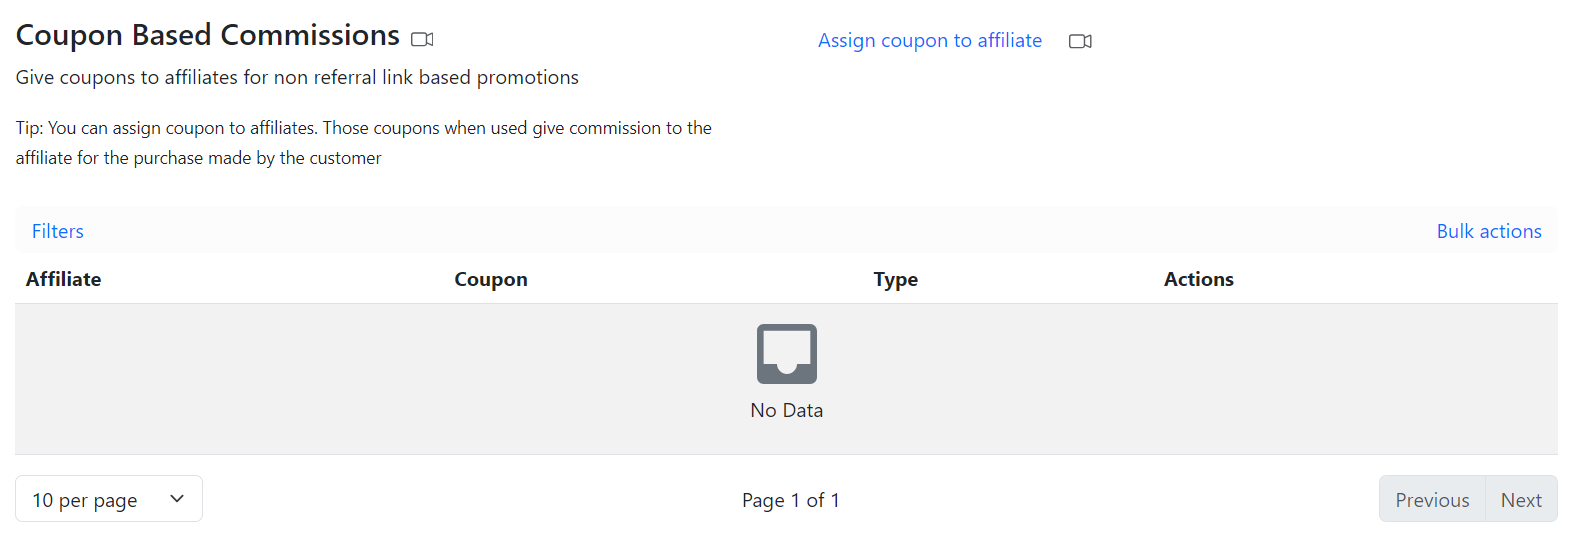 Coupon Based Commissions
Assign coupon to affiliate
Give coupons to affiliates for non referral link based promotions
Tip: You can assign coupon to affiliates. Those coupons when used give commission to the
affiliate for the purchase made by the customer
Filters
Bulk actions
Affiliate Coupon Type Actions
No Data
10 per page
Page 1 of 1
Previous Next